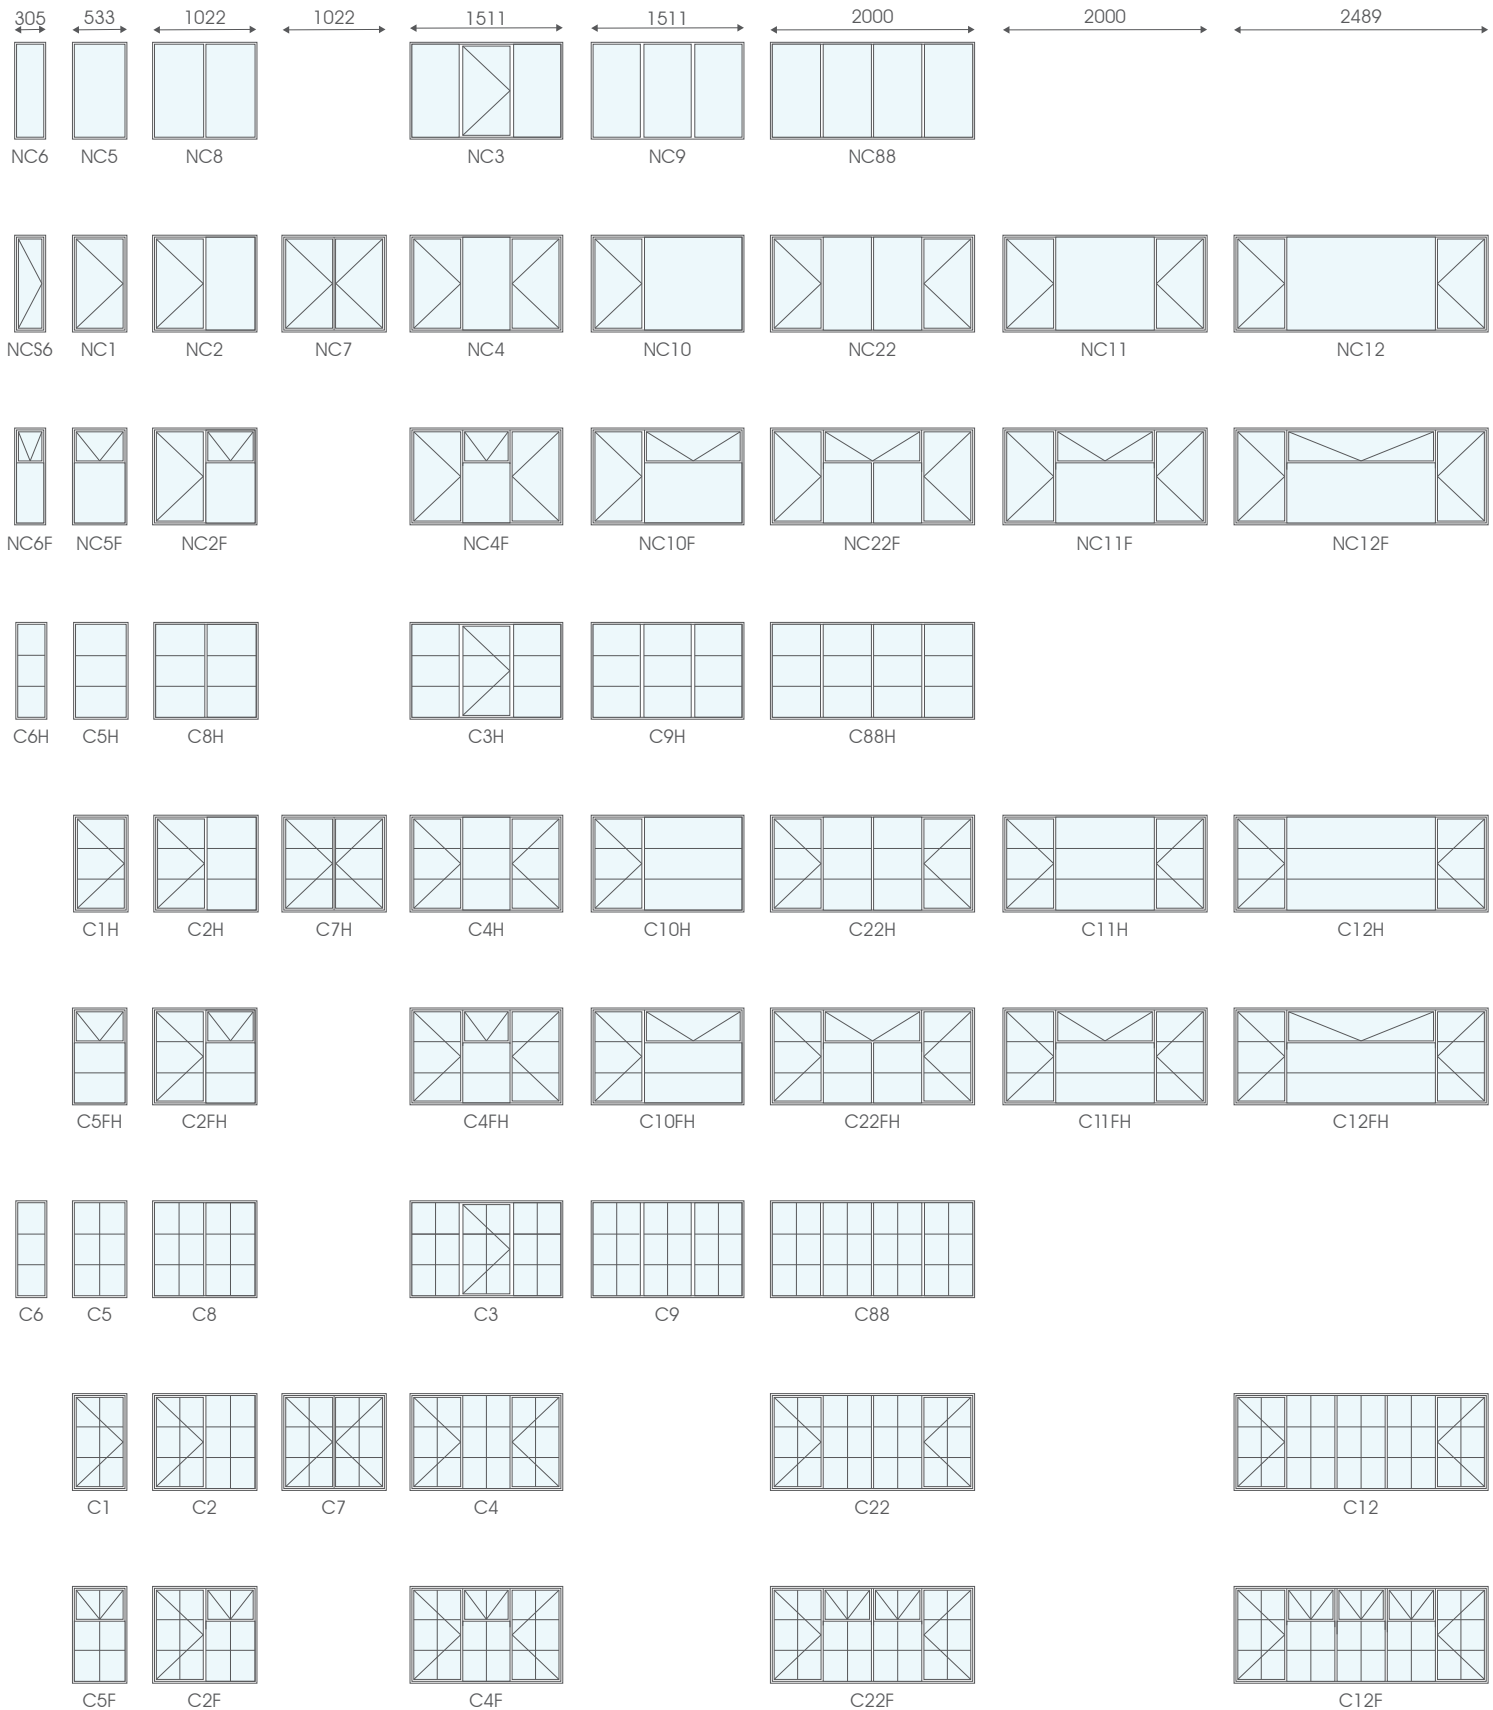 305 533 1022 1022 1511 1511 2000 2000 2489
NC6 NC5 NC8 NC3 NC9 NC88
NCS6 NC1 NC2 NC7 NC4 NC10 NC22 NC11 NC12
NC6F NC5F NC2F NC4F NC10F NC22F NC11F NC12F
C6H C5H C8H C3H C9H C88H
C1H C2H C7H C4H C10H C22H C11H C12H
C5FH C2FH C4FH C10FH C22FH C11FH C12FH
C6 C5 C8 C3 C9 C88
C1 C2 C7 C4 C22 C12
C5F C2F C4F C22F C12F